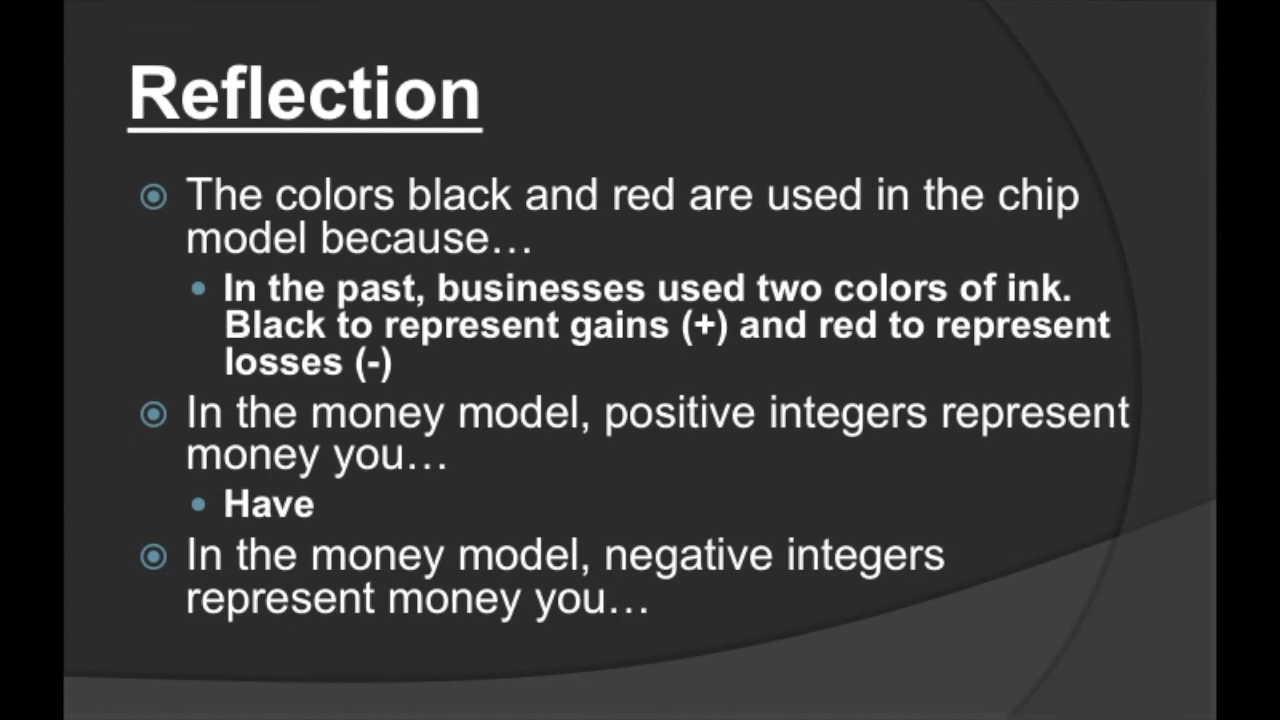 Reflection
The colors black and red are used in the chip
model because…
In the past, businesses used two colors of ink.
Black to represent gains (+) and red to represent
losses (-)
In the money model, positive integers represent
money you…
Have
In the money model, negative integers
represent money you…